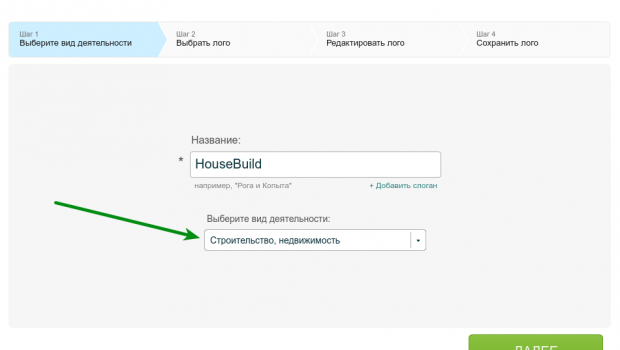 Шаг 1
Выберите вид деятельности
Шаг 2
Выбрать лого
Шаг 3
Редактировать лого
Шаг 4
Сохранить лого
Название:
* HouseBuild
например, "Рога и Копыта"
+ Добавить слоган
Выберите вид деятельности:
Строительство, недвижимость
ДАЛЕЕ